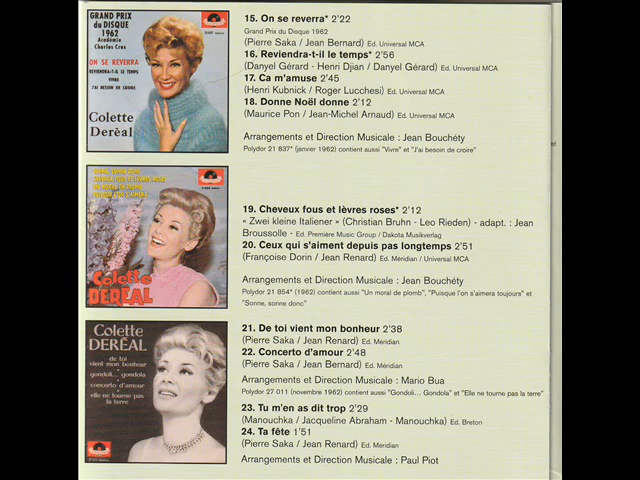 GRAND PRIX
du DISQUE
1962
Académie
Charles Cros
ON SE REVERRA
REVIENDRA-T-IL LE TEMPS
VIVRE
J'AI BESOIN DE CROIRE
Colette
Deréal
Polydor
15. On se reverra* 2'22
Grand Prix du Disque 1962
(Pierre Saka / Jean Bernard) Ed. Universal MCA
16. Reviendra-t-il le temps* 2'56
(Danyel Gérard - Henri Djian / Danyel Gérard) Ed. Universal MCA
17. Ca m'amuse 2'45
(Henri Kubnick / Roger Lucchesi) Ed. Universal MCA
18. Donne Noël donne 2'12
(Maurice Pon / Jean-Michel Arnaud) Ed. Universal MCA
Arrangements et Direction Musicale : Jean Bouchéty
Polydor 21 837* (janvier 1962) contient aussi "Vivre" et "J'ai besoin de croire"
Colette
DERÉAL
19. Cheveux fous et lèvres roses* 2'12
« Zwei kleine Italiener » (Christian Bruhn - Leo Rieden) - adapt. : Jean
Broussolle - Ed. Première Music Group / Dakota Musikverlag
20. Ceux qui s'aiment depuis pas longtemps 2'51
(Françoise Dorin / Jean Renard) Ed. Méridian / Universal MCA
Arrangements et Direction Musicale : Jean Bouchéty
Polydor 21 854* (1962) contient aussi "Un moral de plomb", "Puisque l'on s'aimera toujours" et
"Sonne, sonne donc"
Colette
DERÉAL
de toi
vient mon bonheur
gondoli... gondola
concerto d'amour
elle ne tourne pas
la terre
21. De toi vient mon bonheur 2'38
(Pierre Saka / Jean Renard) Ed. Méridian
22. Concerto d'amour 2'48
(Pierre Saka / Jean Bernard) Ed. Méridian
Arrangements et Direction Musicale : Mario Bua
Polydor 27 011 (novembre 1962) contient aussi "Gondoli... Gondola" et "Elle ne tourne pas la terre"
23. Tu m'en as dit trop 2'29
(Manouchka / Jacqueline Abraham - Manouchka) Ed. Breton
24. Ta fête 1'51
(Pierre Saka / Jean Renard) Ed. Méridian
Arrangements et Direction Musicale : Paul Piot
et